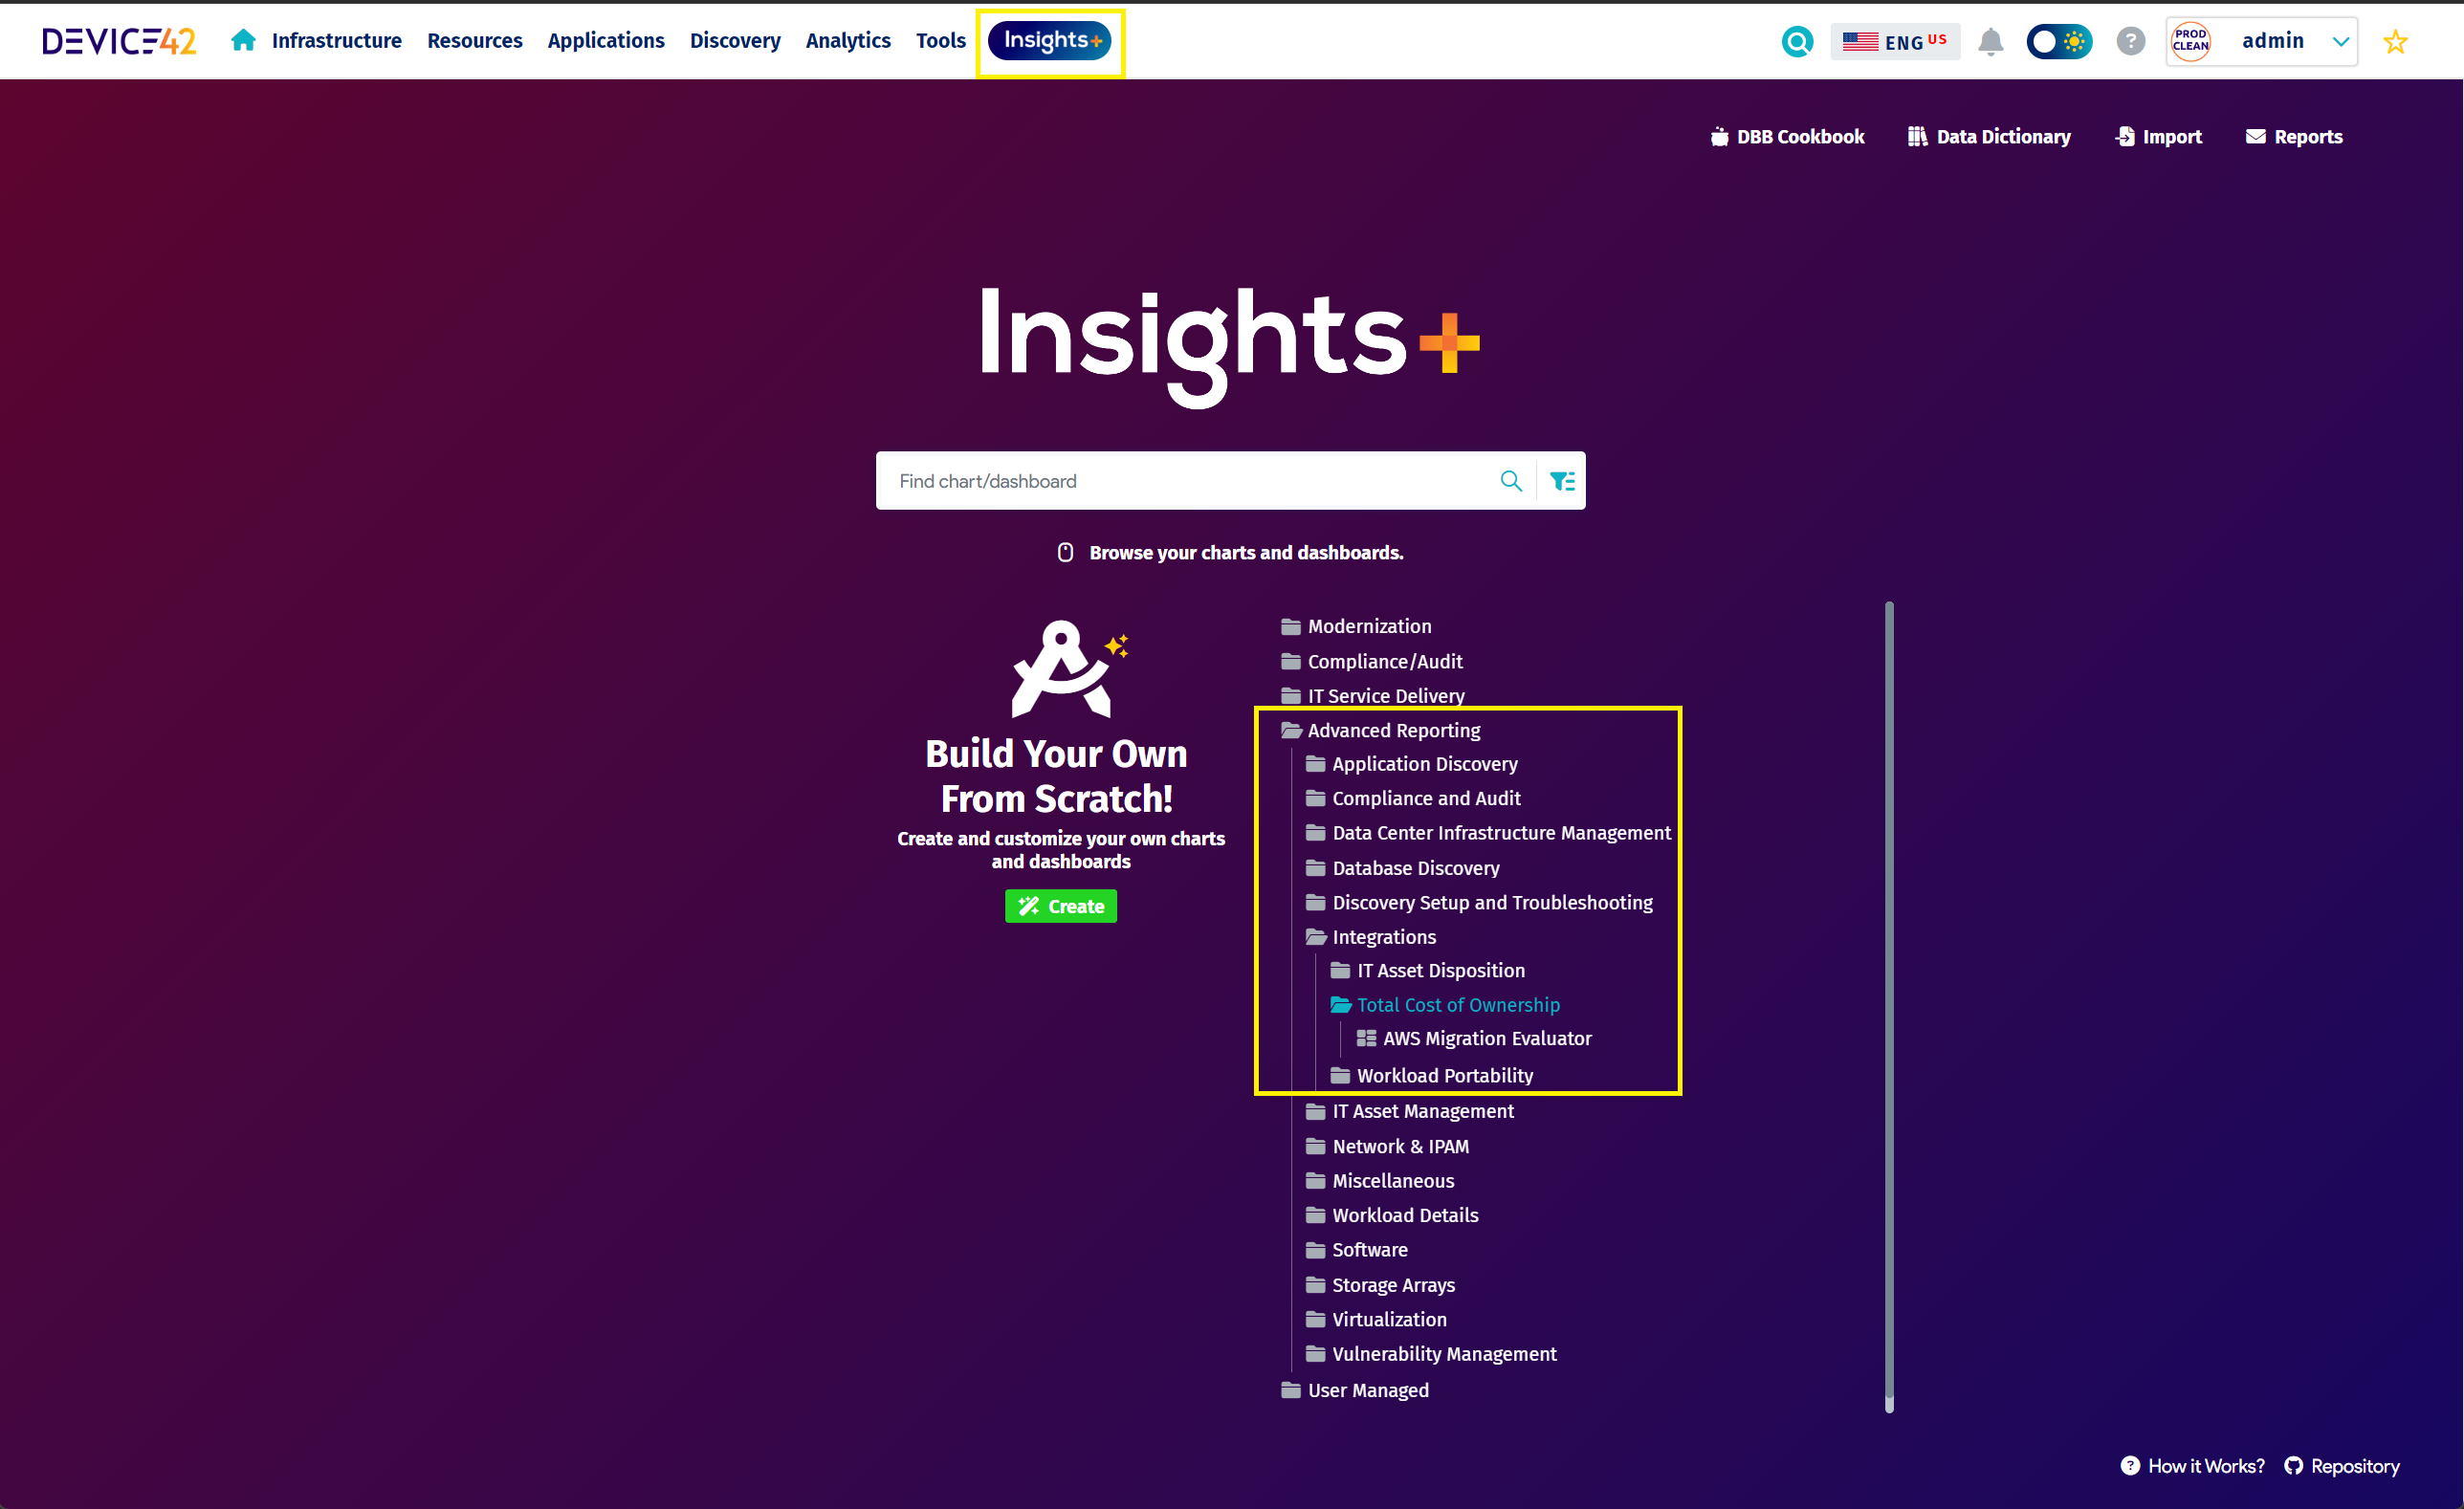 DEVICE42 Infrastructure Resources Applications Discovery Analytics Tools Insights+ ENG US ? PROD CLEAN admin
DBB Cookbook Data Dictionary Import Reports
Insights+
Find chart/dashboard
Browse your charts and dashboards.
Build Your Own
From Scratch!
Create and customize your own charts
and dashboards
Create
Modernization
Compliance/Audit
IT Service Delivery
Advanced Reporting
Application Discovery
Compliance and Audit
Data Center Infrastructure Management
Database Discovery
Discovery Setup and Troubleshooting
Integrations
IT Asset Disposition
Total Cost of Ownership
AWS Migration Evaluator
Workload Portability
IT Asset Management
Network & IPAM
Miscellaneous
Workload Details
Software
Storage Arrays
Virtualization
Vulnerability Management
User Managed
? How it Works? Repository